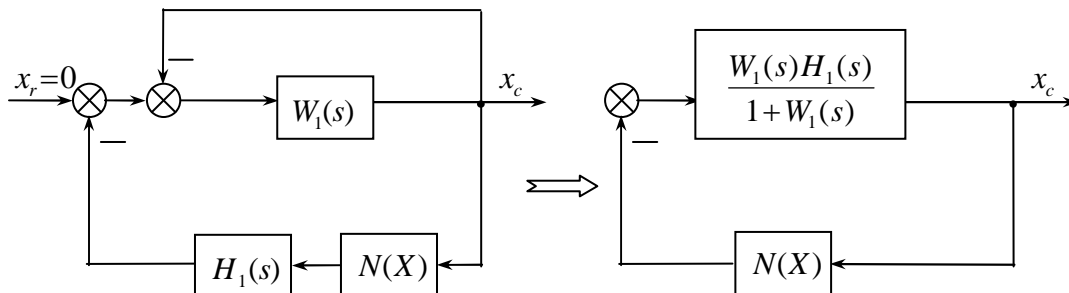 x_r=0
−
x_c
W_1(s)
−
H_1(s)
N(X)
W_1(s)H_1(s)
1+W_1(s)
x_c
−
N(X)